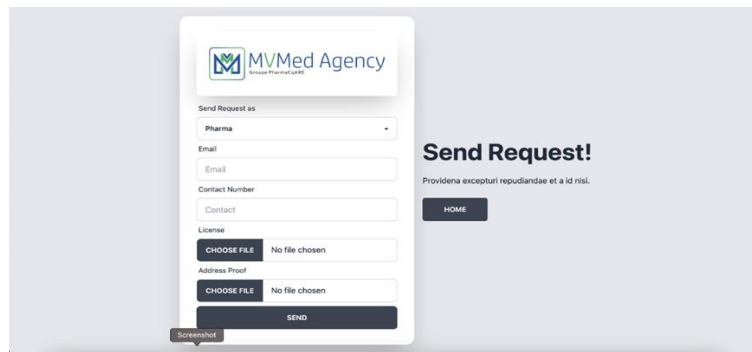 MVMed Agency
Groupe PharmaCqARE
Send Request as
Pharma
Email
Email
Contact Number
Contact
License
CHOOSE FILE No file chosen
Address Proof
CHOOSE FILE No file chosen
SEND
Screenshot
Send Request!
Providena excepturi repudiandae et a id nisi.
HOME